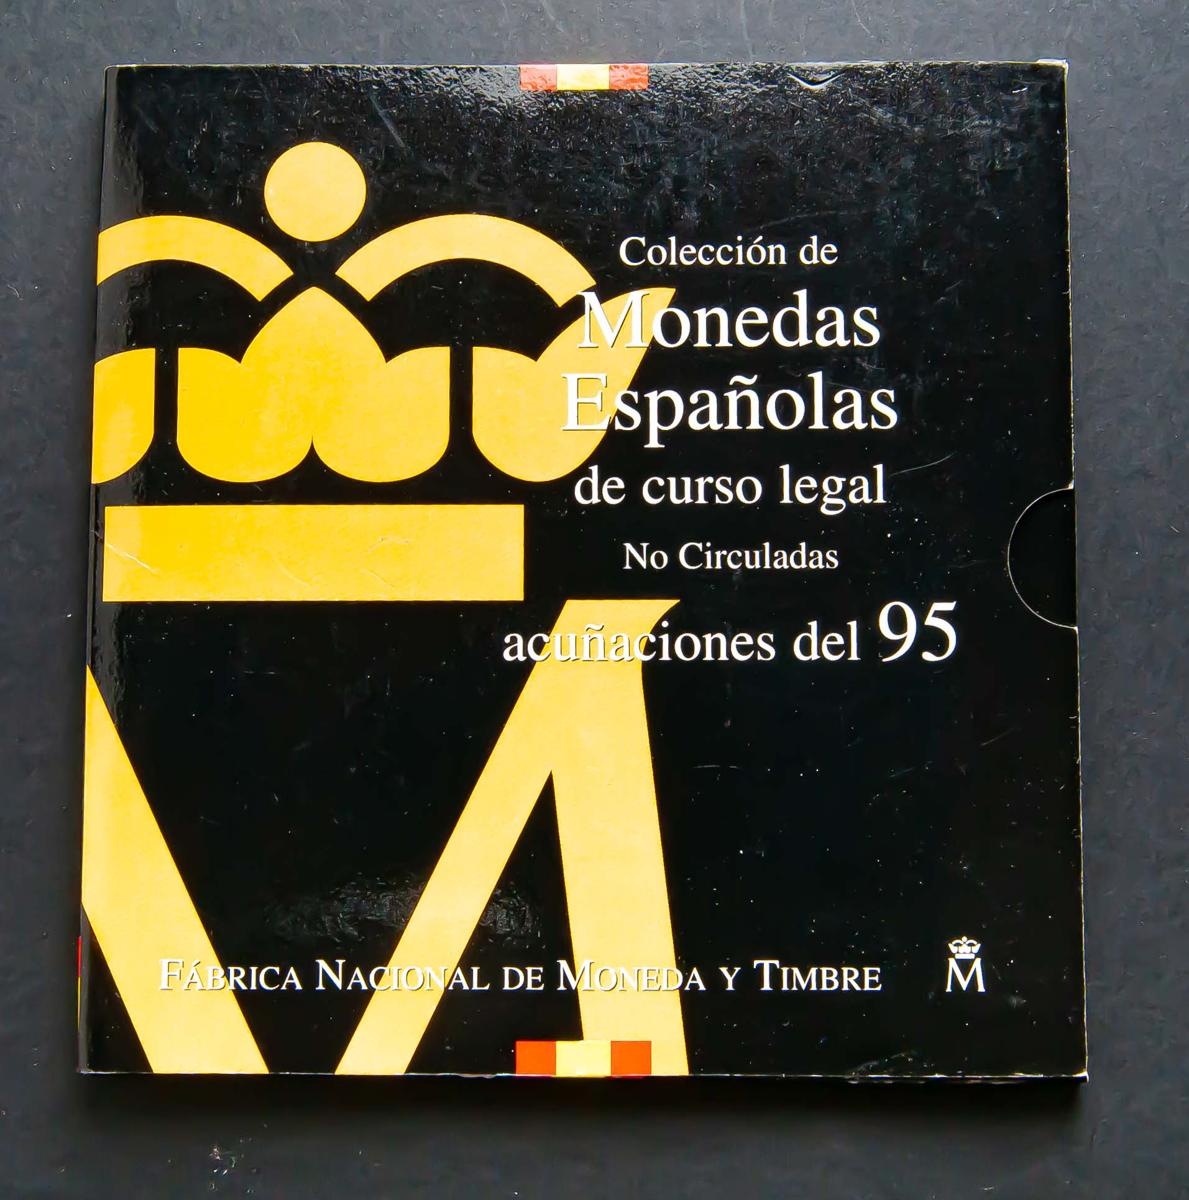 Colección de
Monedas
Españolas
de curso legal
No Circuladas
acuñaciones del 95
FÁBRICA NACIONAL DE MONEDA Y TIMBRE
M